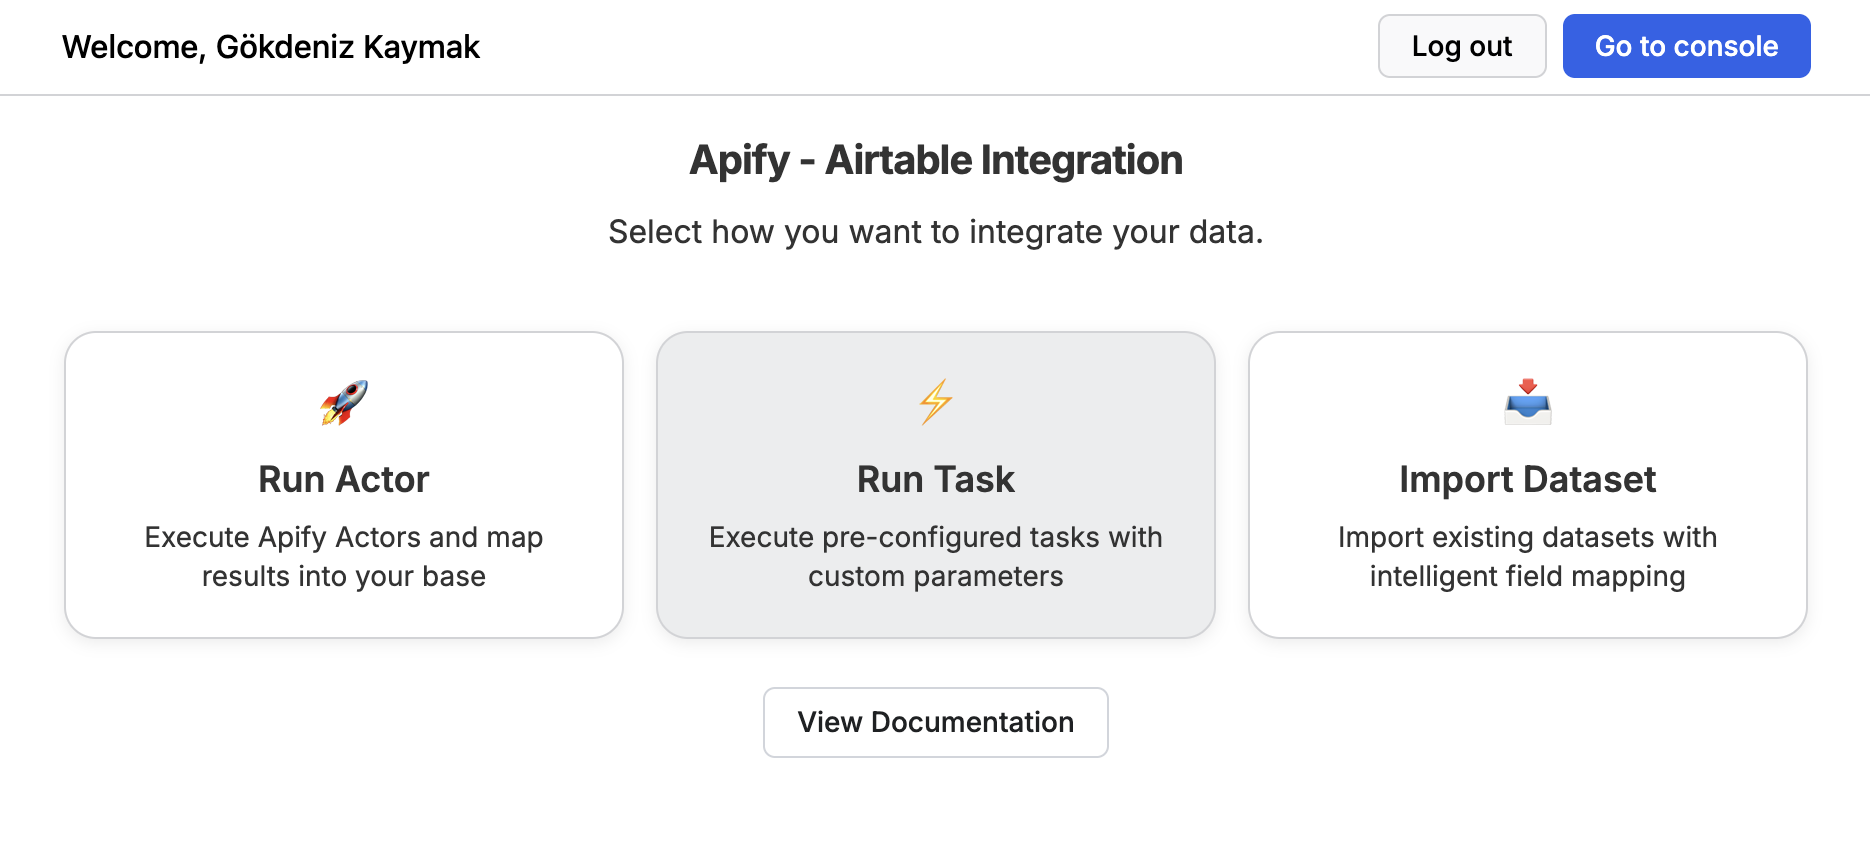 Welcome, Gökdeniz Kaymak
Log out
Go to console
Apify - Airtable Integration
Select how you want to integrate your data.
Run Actor
Execute Apify Actors and map
results into your base
Run Task
Execute pre-configured tasks with
custom parameters
Import Dataset
Import existing datasets with
intelligent field mapping
View Documentation